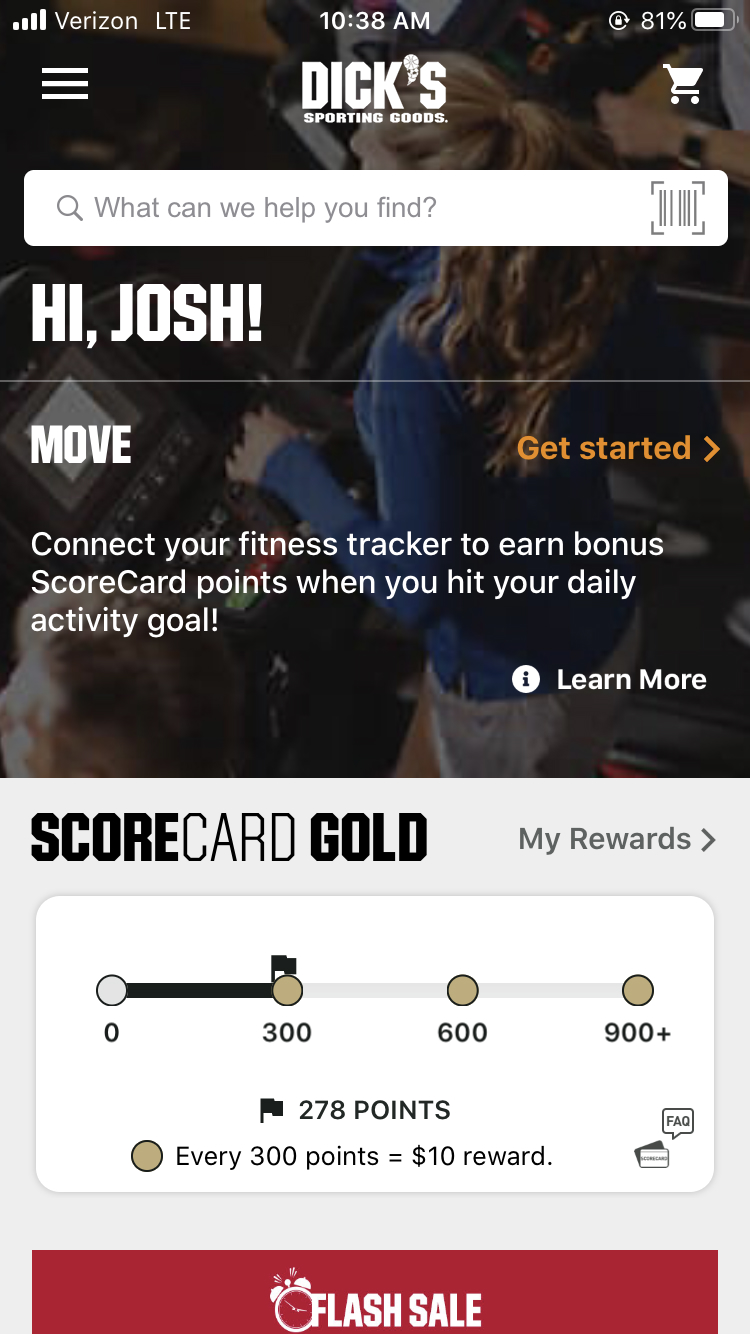 Verizon LTE 10:38 AM 81%
DICK'S
SPORTING GOODS.
What can we help you find?
HI, JOSH!
MOVE Get started
Connect your fitness tracker to earn bonus
ScoreCard points when you hit your daily
activity goal!
Learn More
SCORECARD GOLD My Rewards
0 300 600 900+
278 POINTS
FAQ
Every 300 points = $10 reward.
SCORECARD
FLASH SALE